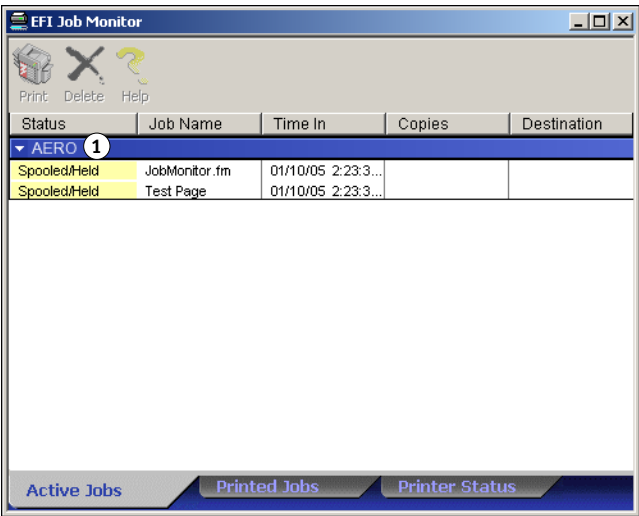 EFI Job Monitor
Print Delete Help
Status Job Name Time In Copies Destination
AERO 1
Spooled/Held JobMonitor.fm 01/10/05 2:23:3...
Spooled/Held Test Page 01/10/05 2:23:3...
Active Jobs Printed Jobs Printer Status